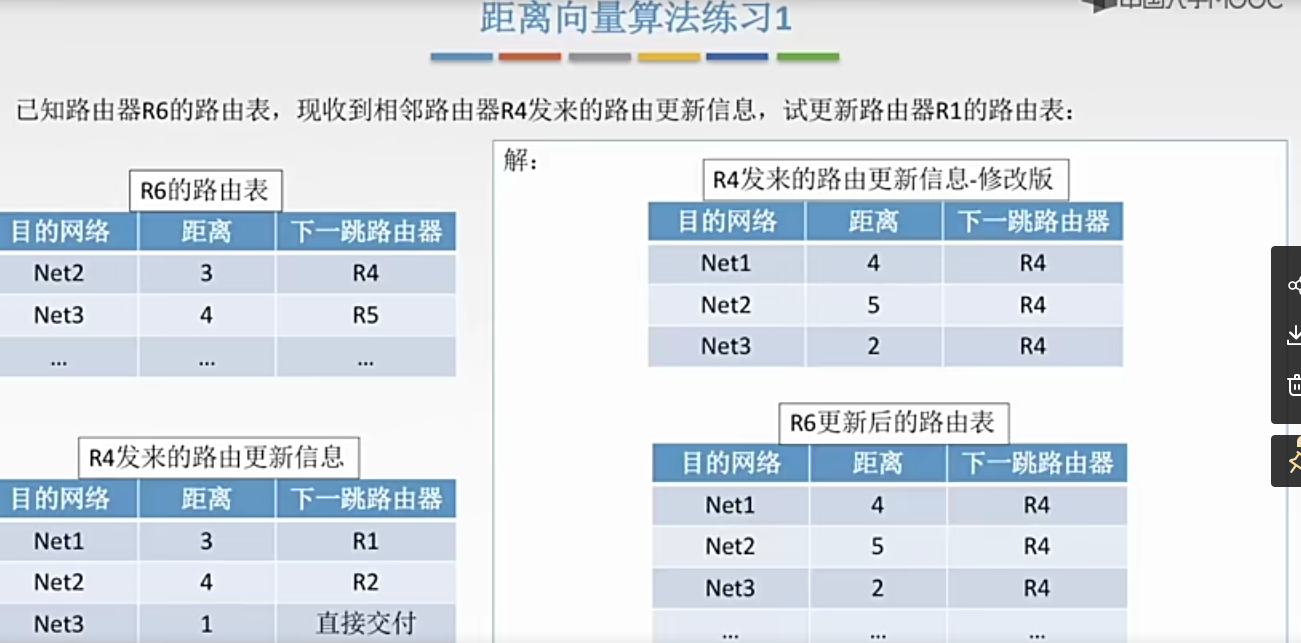 中国大学MOOC
距离向量算法练习1
已知路由器R6的路由表，现收到相邻路由器R4发来的路由更新信息，试更新路由器R1的路由表：
R6的路由表
目的网络 距离 下一跳路由器
Net2 3 R4
Net3 4 R5
... ... ...
R4发来的路由更新信息
目的网络 距离 下一跳路由器
Net1 3 R1
Net2 4 R2
Net3 1 直接交付
解：
R4发来的路由更新信息-修改版
目的网络 距离 下一跳路由器
Net1 4 R4
Net2 5 R4
Net3 2 R4
R6更新后的路由表
目的网络 距离 下一跳路由器
Net1 4 R4
Net2 5 R4
Net3 2 R4
... ... ...